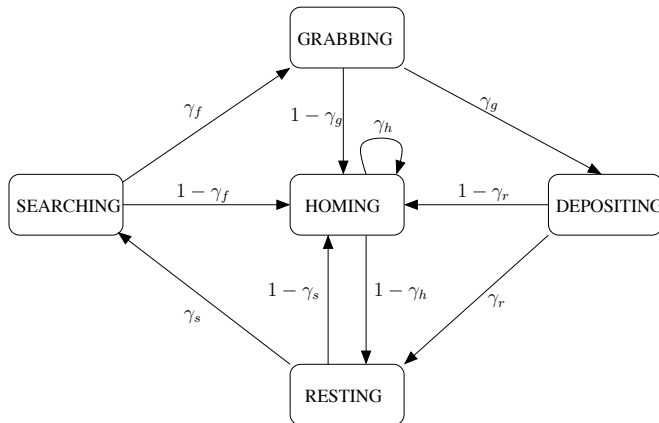 GRABBING
γ_f
γ_g
1 − γ_g
γ_h
SEARCHING
1 − γ_f
HOMING
1 − γ_r
DEPOSITING
γ_s
1 − γ_s
1 − γ_h
γ_r
RESTING